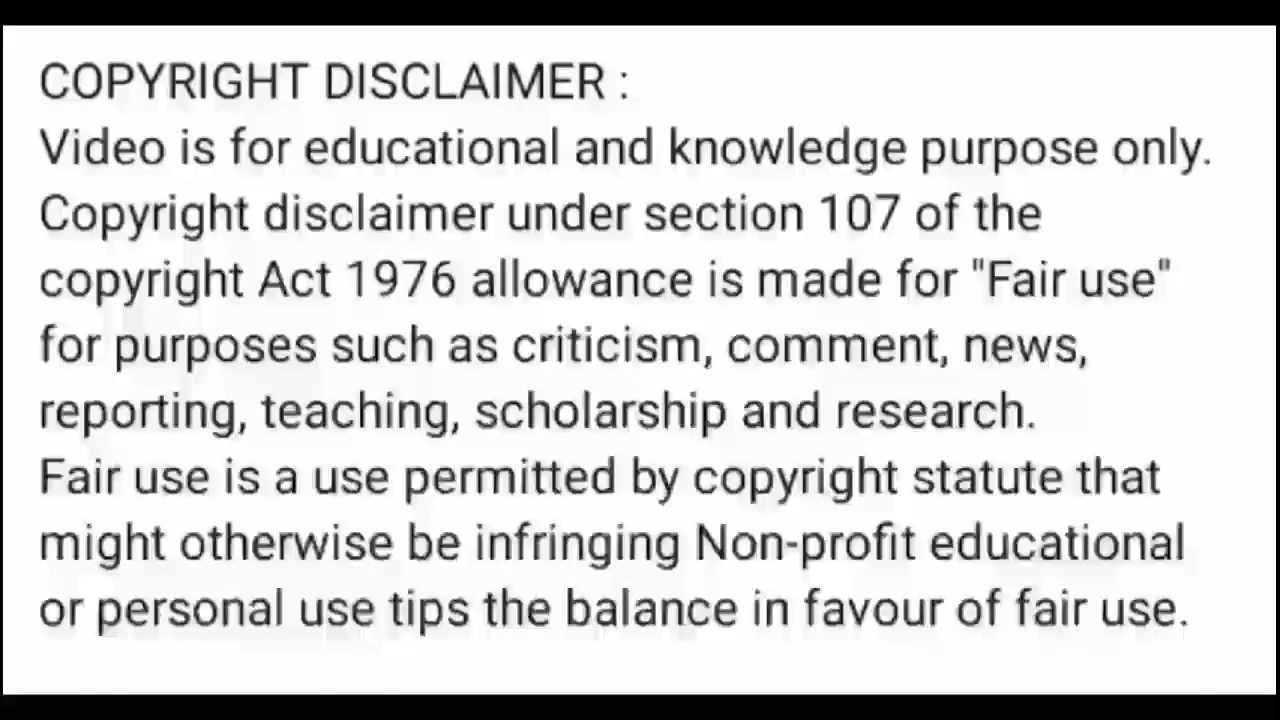 COPYRIGHT DISCLAIMER :
Video is for educational and knowledge purpose only.
Copyright disclaimer under section 107 of the
copyright Act 1976 allowance is made for "Fair use"
for purposes such as criticism, comment, news,
reporting, teaching, scholarship and research.
Fair use is a use permitted by copyright statute that
might otherwise be infringing Non-profit educational
or personal use tips the balance in favour of fair use.